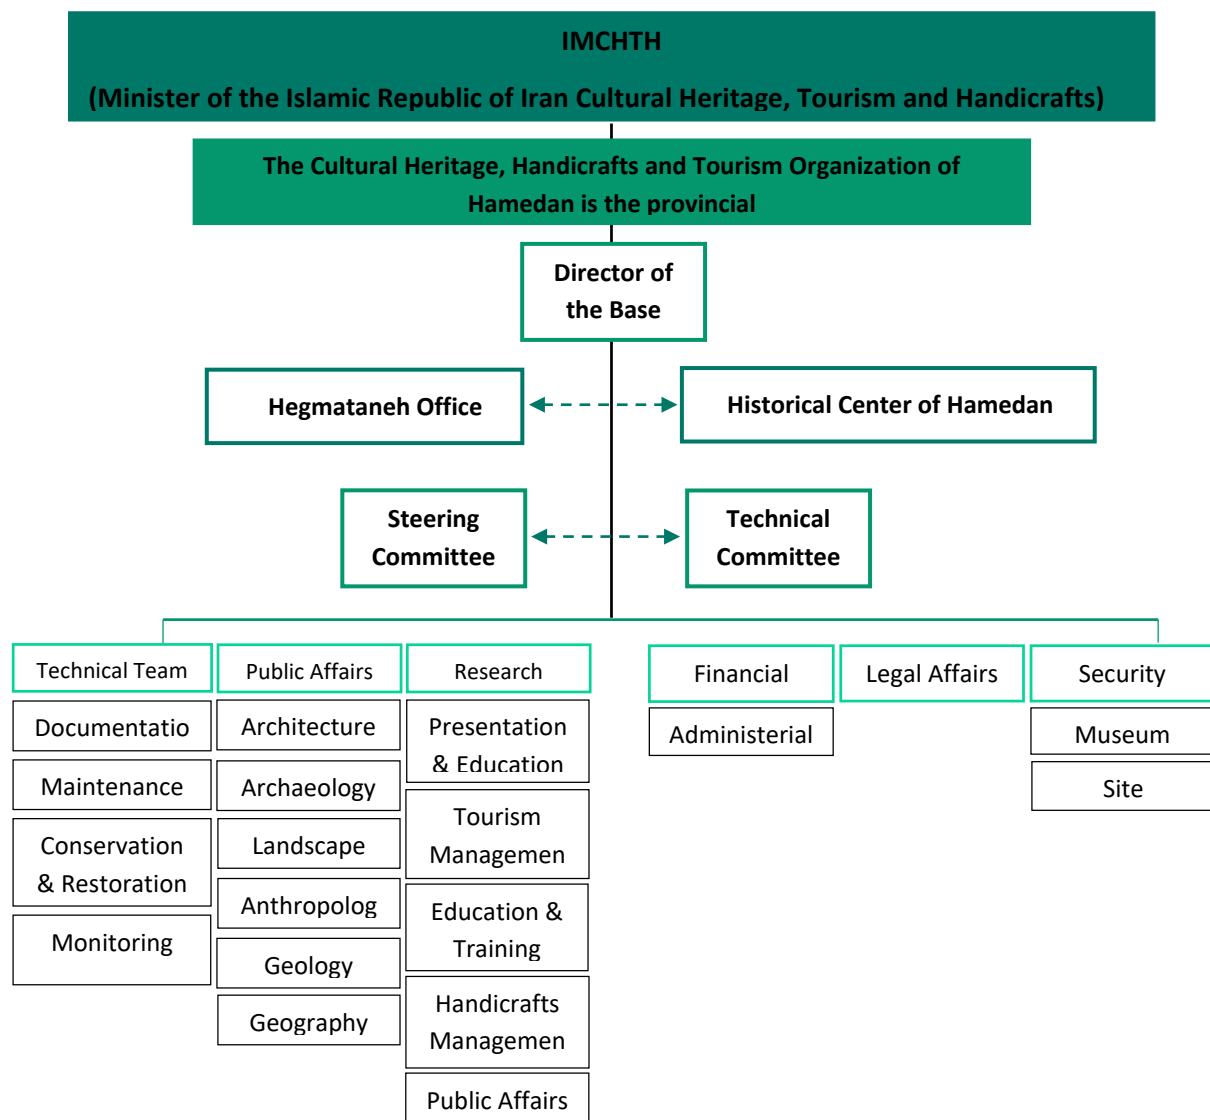 IMCHTH
(Minister of the Islamic Republic of Iran Cultural Heritage, Tourism and Handicrafts)
The Cultural Heritage, Handicrafts and Tourism Organization of
Hamedan is the provincial
Director of
the Base
Hegmataneh Office
Historical Center of Hamedan
Steering
Committee
Technical
Committee
Technical Team
Documentatio
Maintenance
Conservation
& Restoration
Monitoring
Public Affairs
Architecture
Archaeology
Landscape
Anthropolog
Geology
Geography
Research
Presentation
& Education
Tourism
Managemen
Education &
Training
Handicrafts
Managemen
Public Affairs
Financial
Administerial
Legal Affairs
Security
Museum
Site